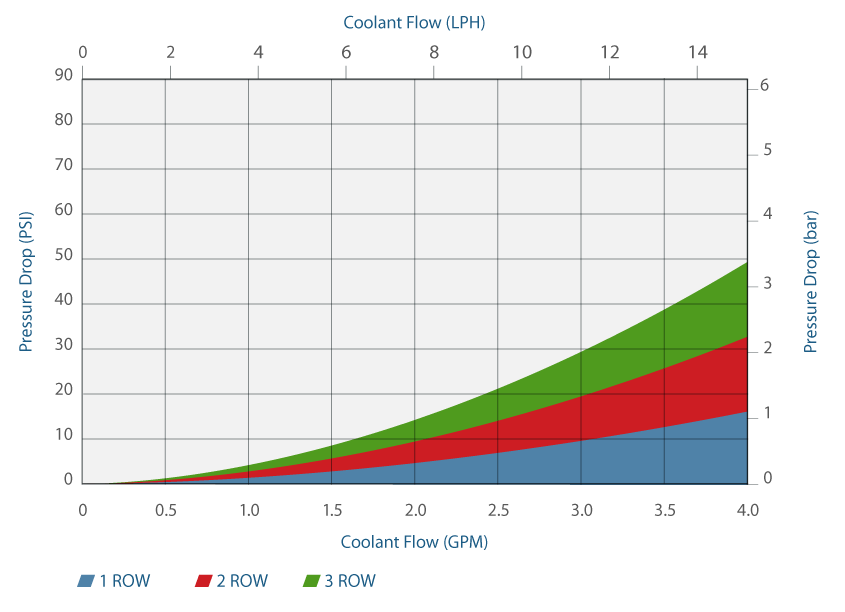 Coolant Flow (LPH)
0 2 4 6 8 10 12 14
90
80
70
60
50
40
30
20
10
0
Pressure Drop (PSI)
6
5
4
3
2
1
0
Pressure Drop (bar)
0 0.5 1.0 1.5 2.0 2.5 3.0 3.5 4.0
Coolant Flow (GPM)
1 ROW 2 ROW 3 ROW